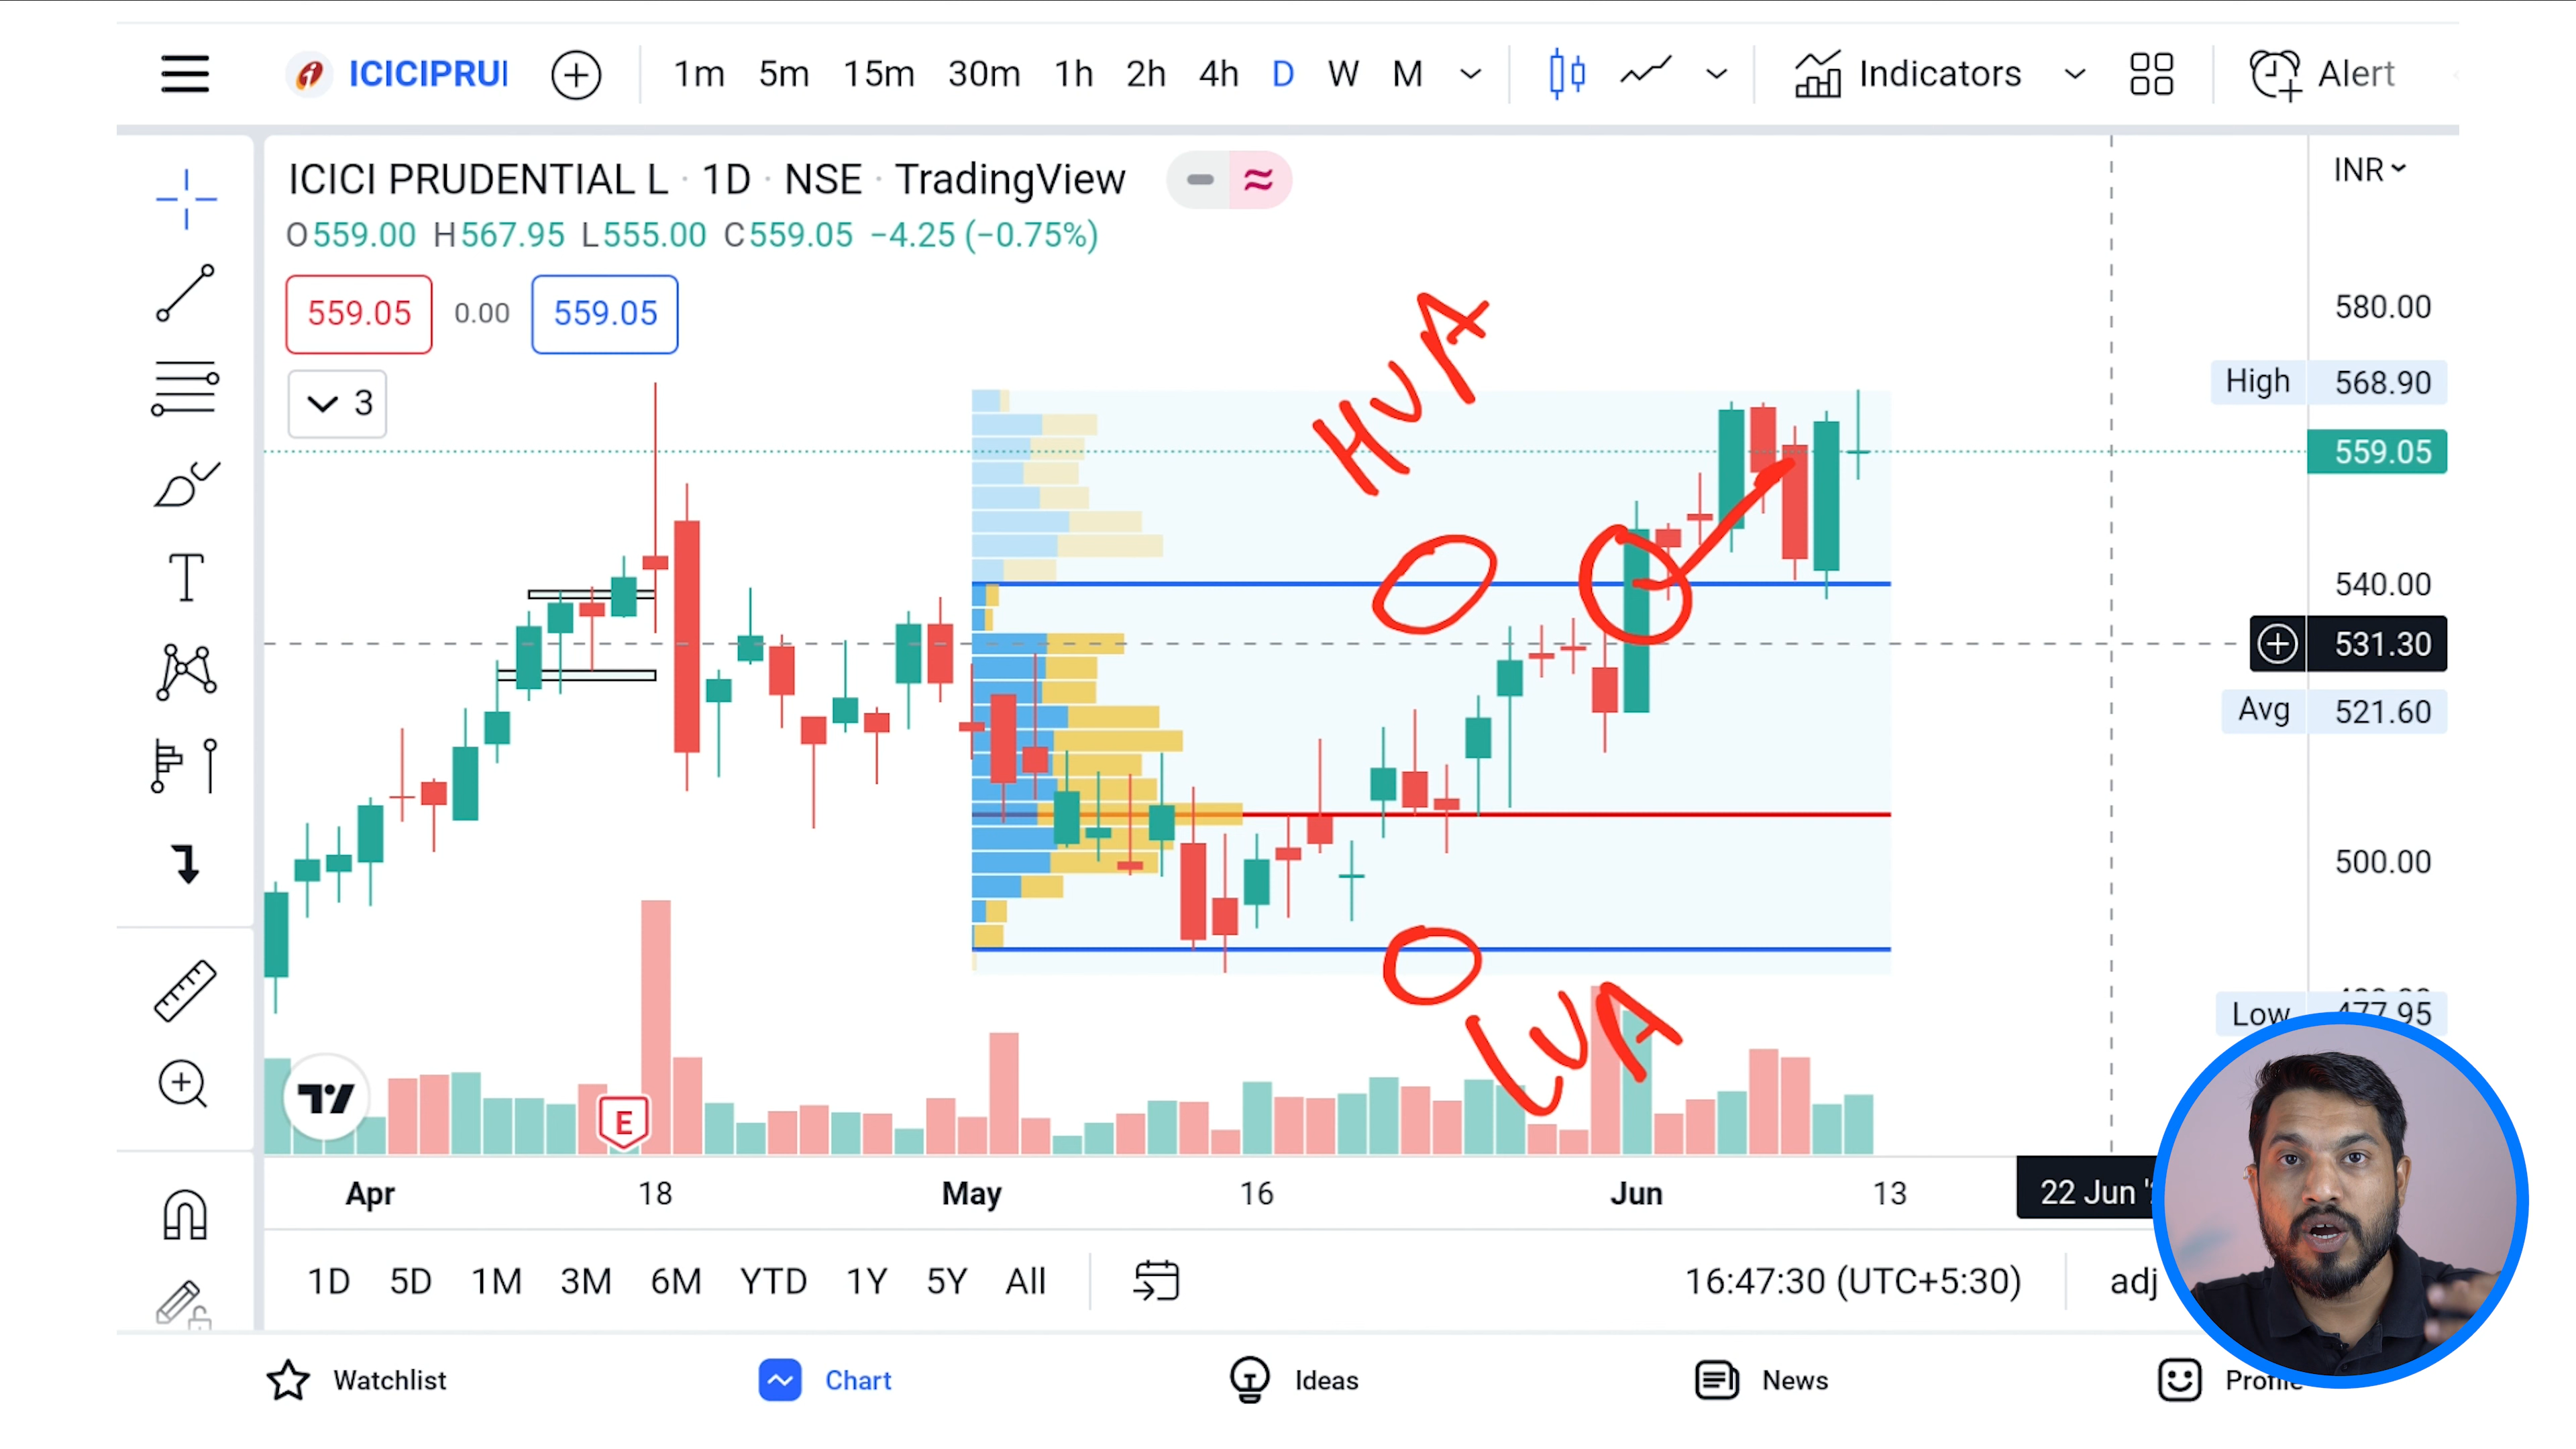 ICICIPRUI 1m 5m 15m 30m 1h 2h 4h D W M Indicators Alert
ICICI PRUDENTIAL L · 1D · NSE · TradingView
INR
O559.00 H567.95 L555.00 C559.05 −4.25 (−0.75%)
559.05 0.00 559.05
3
HVA
580.00
High 568.90
559.05
540.00
531.30
Avg 521.60
500.00
Low 477.95
LVA
E
Apr 18 May 16 Jun 13 22 Jun
1D 5D 1M 3M 6M YTD 1Y 5Y All 16:47:30 (UTC+5:30) adj
Watchlist Chart Ideas News Profile